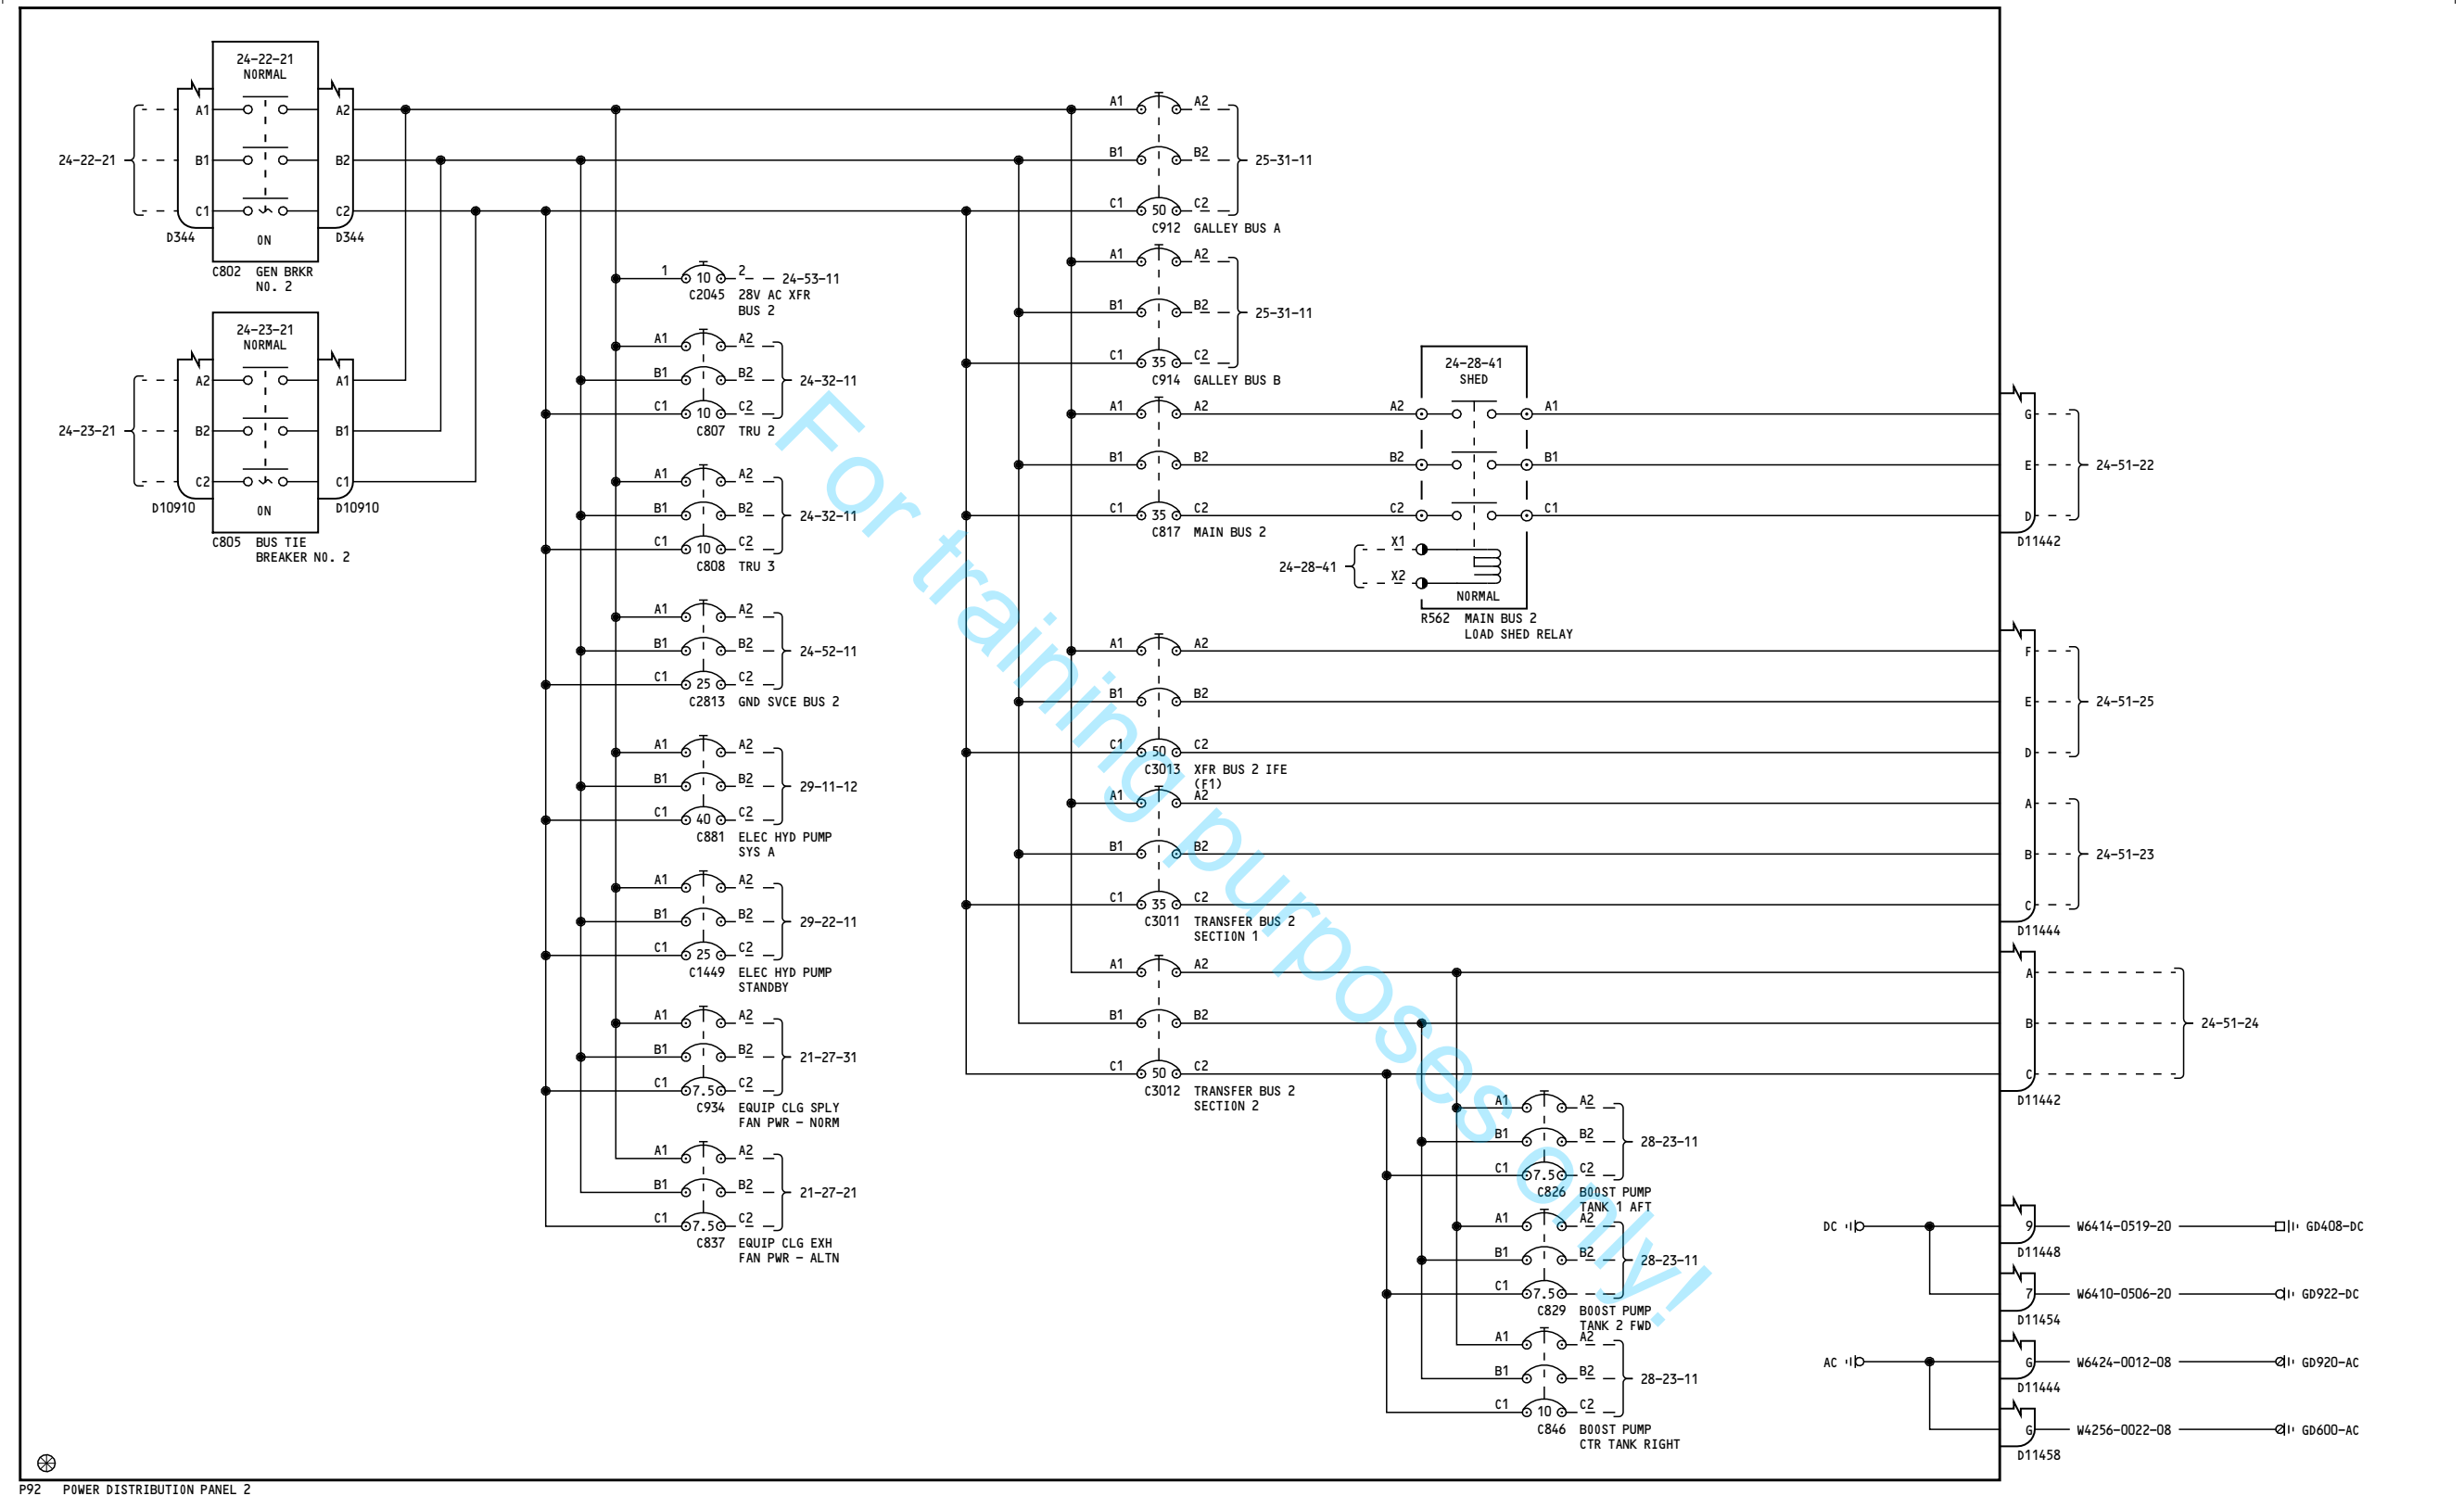 24-22-21
NORMAL
A1 A2
24-22-21 B1 B2
C1 C2
D344 ON D344
C802 GEN BRKR
NO. 2
24-23-21
NORMAL
A2 A1
24-23-21 B2 B1
C2 C1
D10910 ON D10910
C805 BUS TIE
BREAKER NO. 2
1 10 2 24-53-11
C2045 28V AC XFR
BUS 2
A1 A2
B1 B2 24-32-11
C1 10 C2
C807 TRU 2
A1 A2
B1 B2 24-32-11
C1 10 C2
C808 TRU 3
A1 A2
B1 B2 24-52-11
C1 25 C2
C2813 GND SVCE BUS 2
A1 A2
B1 B2 29-11-12
C1 40 C2
C881 ELEC HYD PUMP
SYS A
A1 A2
B1 B2 29-22-11
C1 25 C2
C1449 ELEC HYD PUMP
STANDBY
A1 A2
B1 B2 21-27-31
C1 7.5 C2
C934 EQUIP CLG SPLY
FAN PWR - NORM
A1 A2
B1 B2 21-27-21
C1 7.5 C2
C837 EQUIP CLG EXH
FAN PWR - ALTN
A1 A2
B1 B2 25-31-11
C1 50 C2
C912 GALLEY BUS A
A1 A2
B1 B2 25-31-11
C1 35 C2
C914 GALLEY BUS B
A1 A2
B1 B2
C1 35 C2
C817 MAIN BUS 2
24-28-41
SHED
A2 A1
B2 B1
C2 C1
X1
24-28-41
X2
NORMAL
R562 MAIN BUS 2
LOAD SHED RELAY
G
E 24-51-22
D
D11442
A1 A2
B1 B2
C1 50 C2
C3013 XFR BUS 2 IFE
(F1)
F
E 24-51-25
D
A1 A2
B1 B2
C1 35 C2
C3011 TRANSFER BUS 2
SECTION 1
A
B 24-51-23
C
D11444
A1 A2
B1 B2
C1 50 C2
C3012 TRANSFER BUS 2
SECTION 2
A
B 24-51-24
C
D11442
A1 A2
B1 B2 28-23-11
C1 7.5 C2
C826 BOOST PUMP
TANK 1 AFT
A1 A2
B1 B2 28-23-11
C1 7.5
C829 BOOST PUMP
TANK 2 FWD
A1 A2
B1 B2 28-23-11
C1 10 C2
C846 BOOST PUMP
CTR TANK RIGHT
DC 9 W6414-0519-20 GD408-DC
D11448
7 W6410-0506-20 GD922-DC
D11454
AC G W6424-0012-08 GD920-AC
D11444
G W4256-0022-08 GD600-AC
D11458
P92 POWER DISTRIBUTION PANEL 2
For training purposes only!